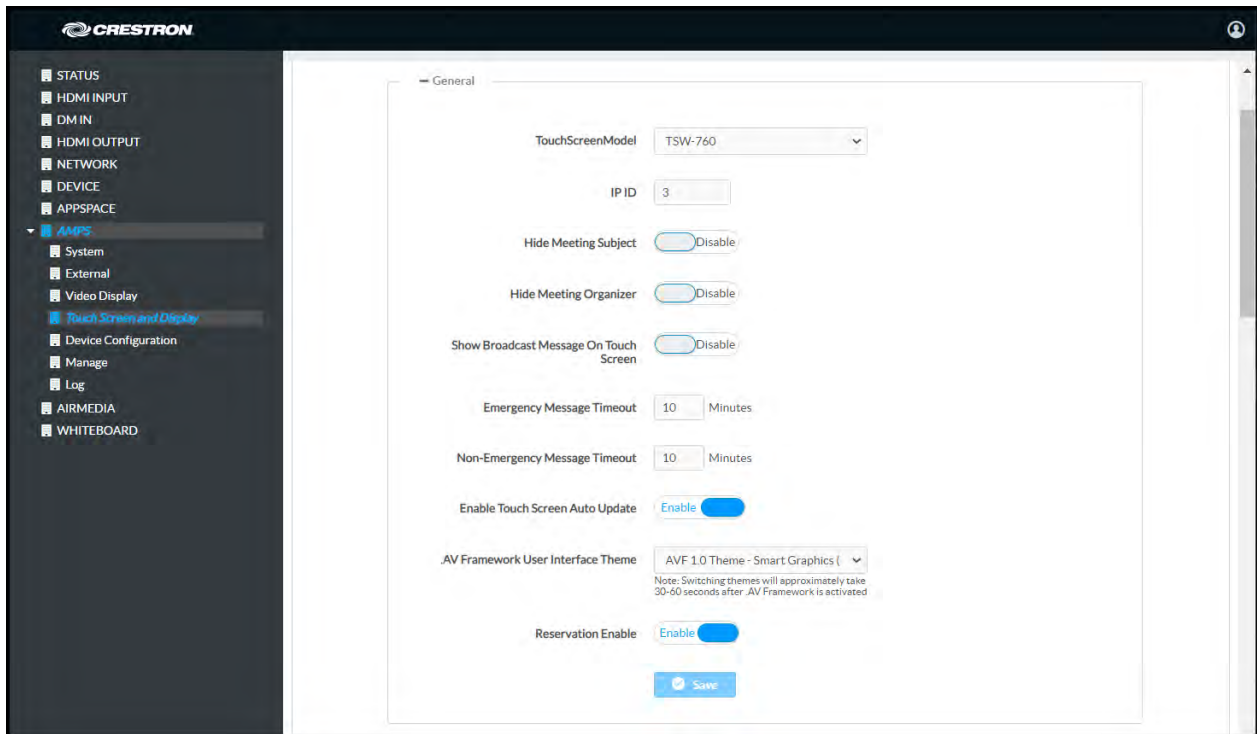 CRESTRON
STATUS
HDMI INPUT
DM IN
HDMI OUTPUT
NETWORK
DEVICE
APPSPACE
AMPS
System
External
Video Display
Touch Screen and Display
Device Configuration
Manage
Log
AIRMEDIA
WHITEBOARD
General
TouchScreenModel TSW-760
IP ID 3
Hide Meeting Subject Disable
Hide Meeting Organizer Disable
Show Broadcast Message On Touch
Screen Disable
Emergency Message Timeout 10 Minutes
Non-Emergency Message Timeout 10 Minutes
Enable Touch Screen Auto Update Enable
.AV Framework User Interface Theme AVF 1.0 Theme - Smart Graphics (
Note: Switching themes will approximately take
30-60 seconds after .AV Framework is activated
Reservation Enable Enable
Save